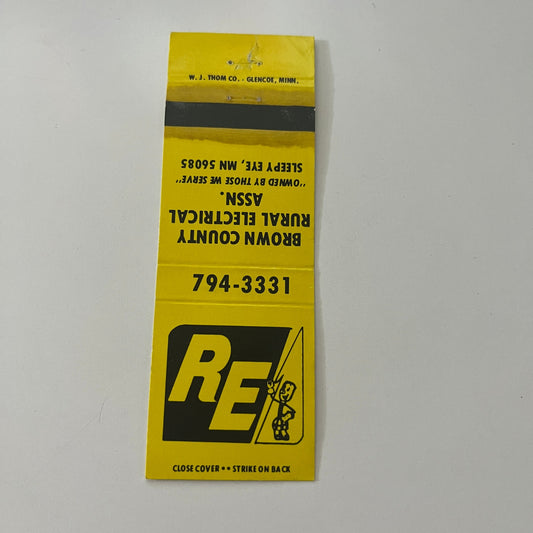 W. J. THOM CO. - GLENCOE, MINN.
BROWN COUNTY
RURAL ELECTRICAL
ASSN.
"OWNED BY THOSE WE SERVE"
SLEEPY EYE, MN 56085
794-3331
RE
CLOSE COVER •• STRIKE ON BACK